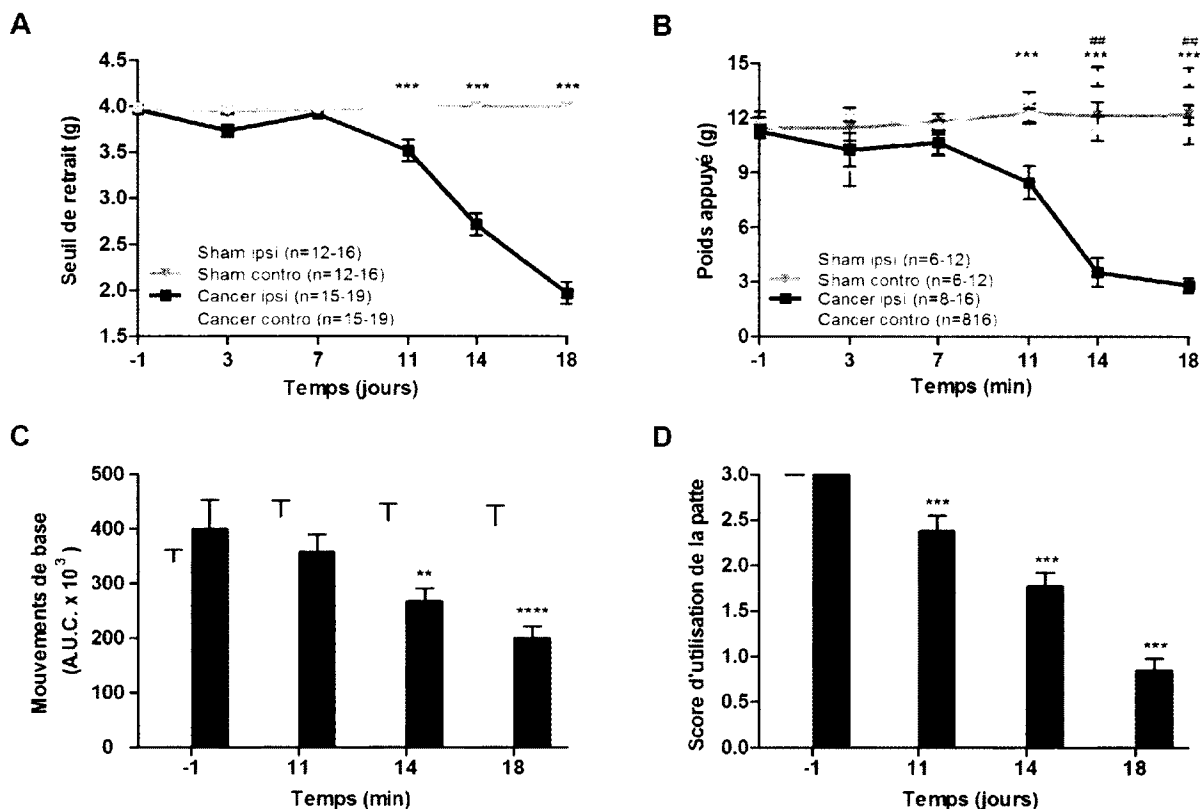 A
Seuil de retrait (g)
4.5
4.0
3.5
3.0
2.5
2.0
1.5
*** *** ***
Sham ipsi (n=12-16)
Sham contro (n=12-16)
Cancer ipsi (n=15-19)
Cancer contro (n=15-19)
-1 3 7 11 14 18
Temps (jours)
B
Poids appuyé (g)
15
12
9
6
3
0
## ##
*** *** ***
Sham ipsi (n=6-12)
Sham contro (n=6-12)
Cancer ipsi (n=8-16)
Cancer contro (n=816)
-1 3 7 11 14 18
Temps (min)
C
Mouvements de base
(A.U.C. x 10³)
500
400
300
200
100
0
** ****
-1 11 14 18
Temps (min)
D
Score d'utilisation de la patte
3.0
2.5
2.0
1.5
1.0
0.5
0.0
*** *** ***
-1 11 14 18
Temps (jours)